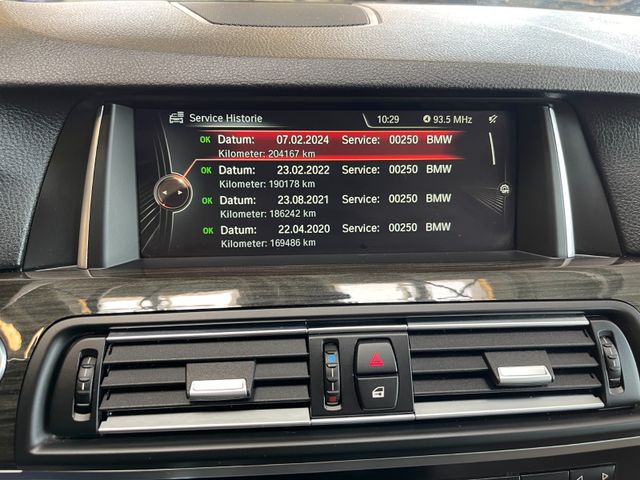 Service Historie 10:29 93.5 MHz
OK Datum: 07.02.2024 Service: 00250 BMW
Kilometer: 204167 km
OK Datum: 23.02.2022 Service: 00250 BMW
Kilometer: 190178 km
OK Datum: 23.08.2021 Service: 00250 BMW
Kilometer: 186242 km
OK Datum: 22.04.2020 Service: 00250 BMW
Kilometer: 169486 km